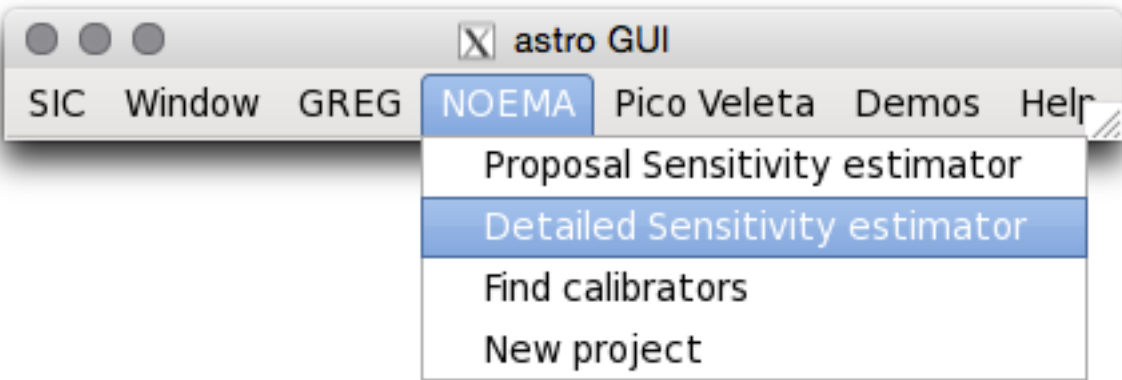 astro GUI
SIC Window GREG NOEMA Pico Veleta Demos Help
Proposal Sensitivity estimator
Detailed Sensitivity estimator
Find calibrators
New project